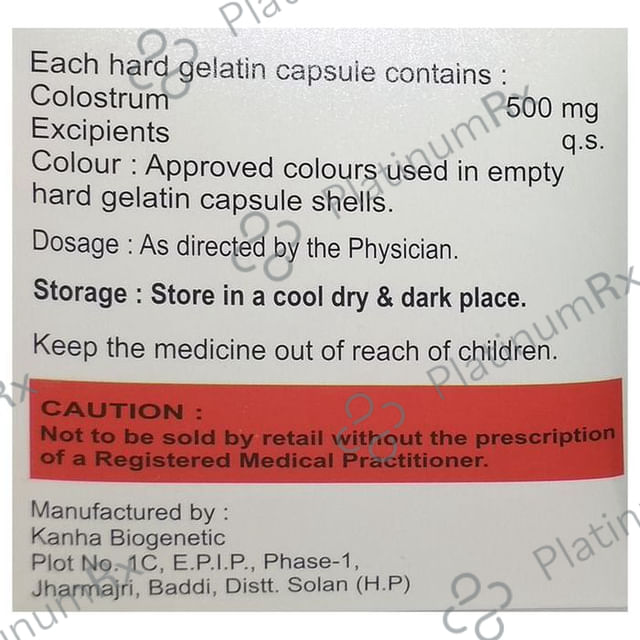 Each hard gelatin capsule contains :
Colostrum 500 mg
Excipients q.s.
Colour : Approved colours used in empty
hard gelatin capsule shells.
Dosage : As directed by the Physician.
Storage : Store in a cool dry & dark place.
Keep the medicine out of reach of children.
CAUTION :
Not to be sold by retail without the prescription
of a Registered Medical Practitioner.
Manufactured by :
Kanha Biogenetic
Plot No. 1C, E.P.I.P., Phase-1,
Jharmajri, Baddi, Distt. Solan (H.P)
PlatinumRx
PlatinumRx